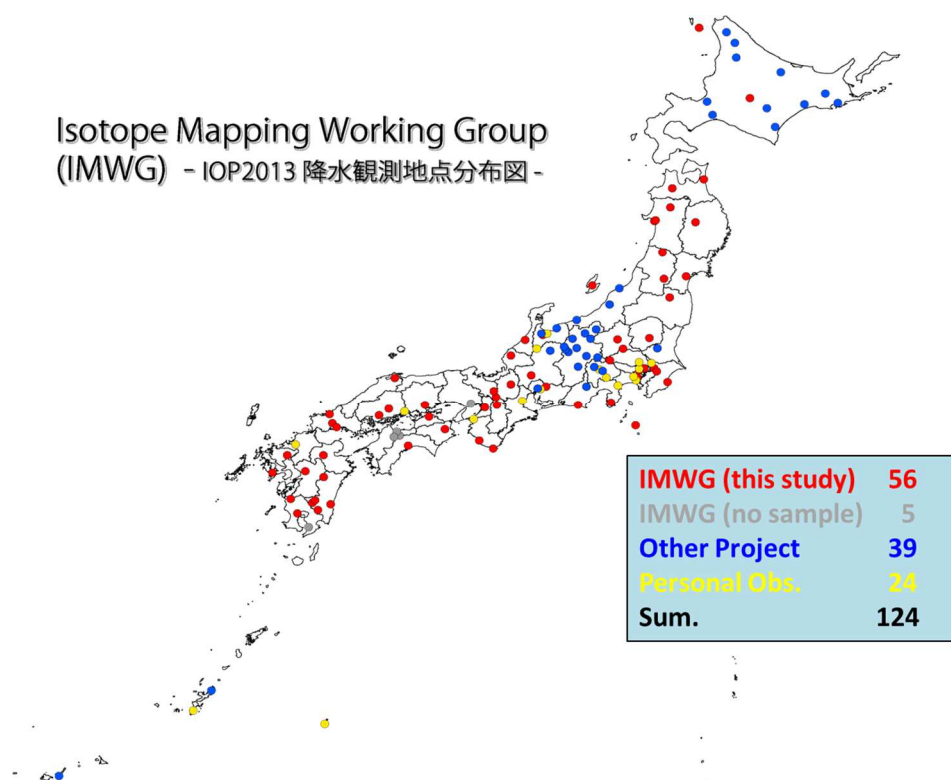 Isotope Mapping Working Group
(IMWG) - IOP2013 降水観測地点分布図 -
IMWG (this study) 56
IMWG (no sample) 5
Other Project 39
Personal Obs. 24
Sum. 124